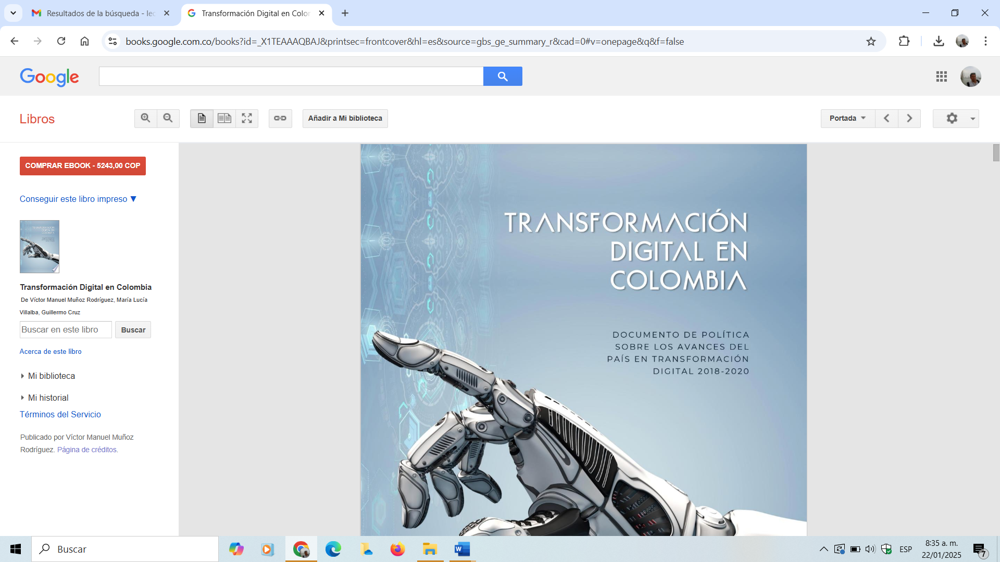 Resultados de la búsqueda - lec
Transformación Digital en Color
books.google.com.co/books?id=_X1TEAAAQBAJ&printsec=frontcover&hl=es&source=gbs_ge_summary_r&cad=0#v=onepage&q&f=false
Google
Libros
Añadir a Mi biblioteca
Portada
COMPRAR EBOOK - 5243,00 COP
Conseguir este libro impreso ▼
Transformación Digital en Colombia
De Víctor Manuel Muñoz Rodríguez, María Lucía
Villalba, Guillermo Cruz
Buscar en este libro
Buscar
Acerca de este libro
Mi biblioteca
Mi historial
Términos del Servicio
Publicado por Víctor Manuel Muñoz
Rodríguez. Página de créditos.
TRANSFORMACIÓN
DIGITAL EN
COLOMBIA
DOCUMENTO DE POLÍTICA
SOBRE LOS AVANCES DEL
PAÍS EN TRANSFORMACIÓN
DIGITAL 2018-2020
Buscar
ESP
8:35 a. m.
22/01/2025
7